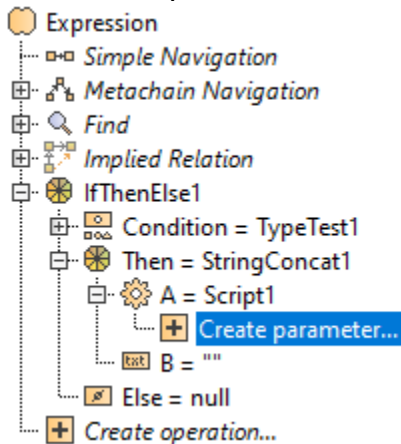 Expression
Simple Navigation
Metachain Navigation
Find
Implied Relation
IfThenElse1
Condition = TypeTest1
Then = StringConcat1
A = Script1
Create parameter...
txt B = ""
Else = null
Create operation...